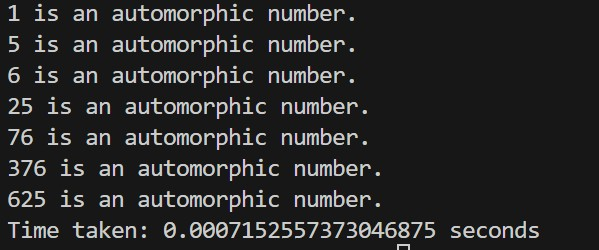 1 is an automorphic number.
5 is an automorphic number.
6 is an automorphic number.
25 is an automorphic number.
76 is an automorphic number.
376 is an automorphic number.
625 is an automorphic number.
Time taken: 0.0007152557373046875 seconds